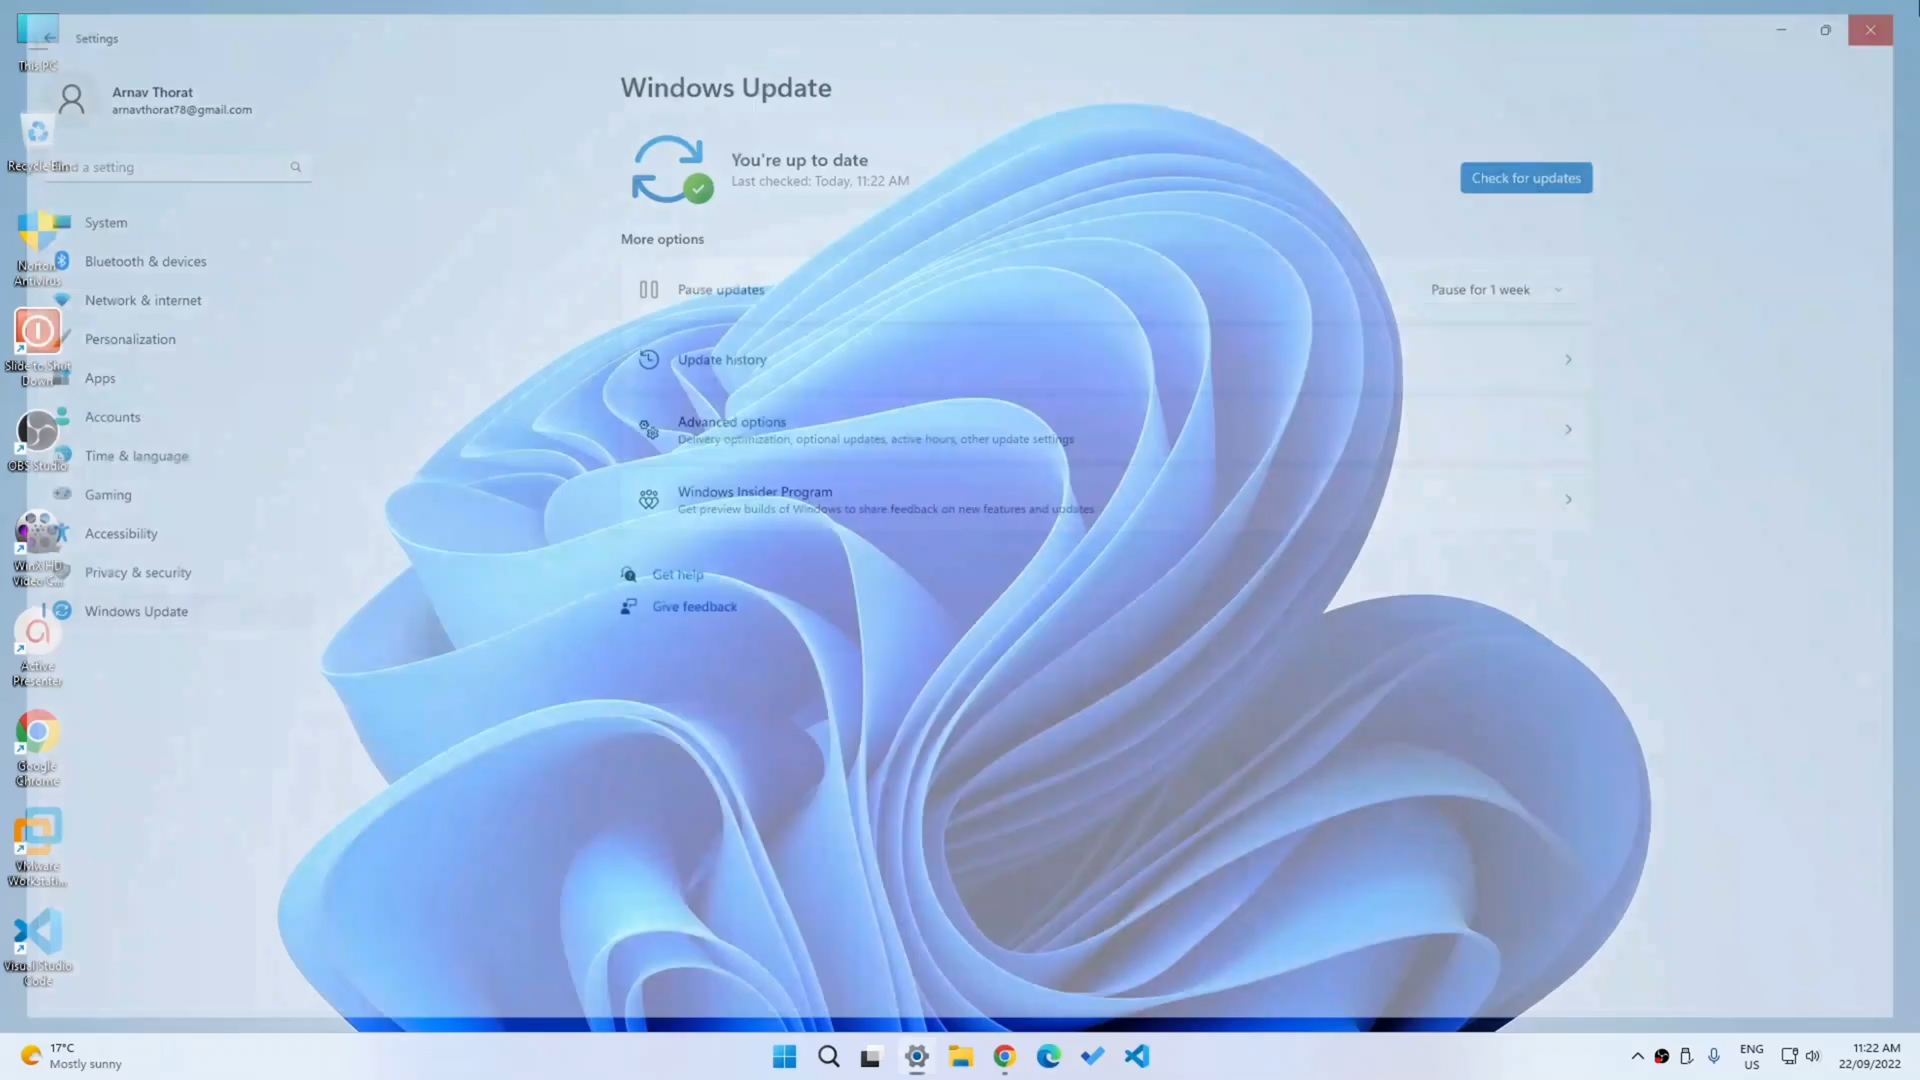 Settings
Arnav Thorat
arnavthorat78@gmail.com
a setting
System
Bluetooth & devices
Network & internet
Personalization
Apps
Accounts
Time & language
Gaming
Accessibility
Privacy & security
Windows Update
Windows Update
You're up to date
Last checked: Today, 11:22 AM
Check for updates
More options
Pause updates
Pause for 1 week
Update history
Advanced options
Delivery optimization, optional updates, active hours, other update settings
Windows Insider Program
Get preview builds of Windows to share feedback on new features and updates
Get help
Give feedback
This PC
Recycle Bin
Norton
Antivirus
Slide to Shut
Down
OBS Studio
WinX HD
Video C...
Active
Presenter
Google
Chrome
VMware
Workstati...
Visual Studio
Code
17°C
Mostly sunny
ENG
US
11:22 AM
22/09/2022